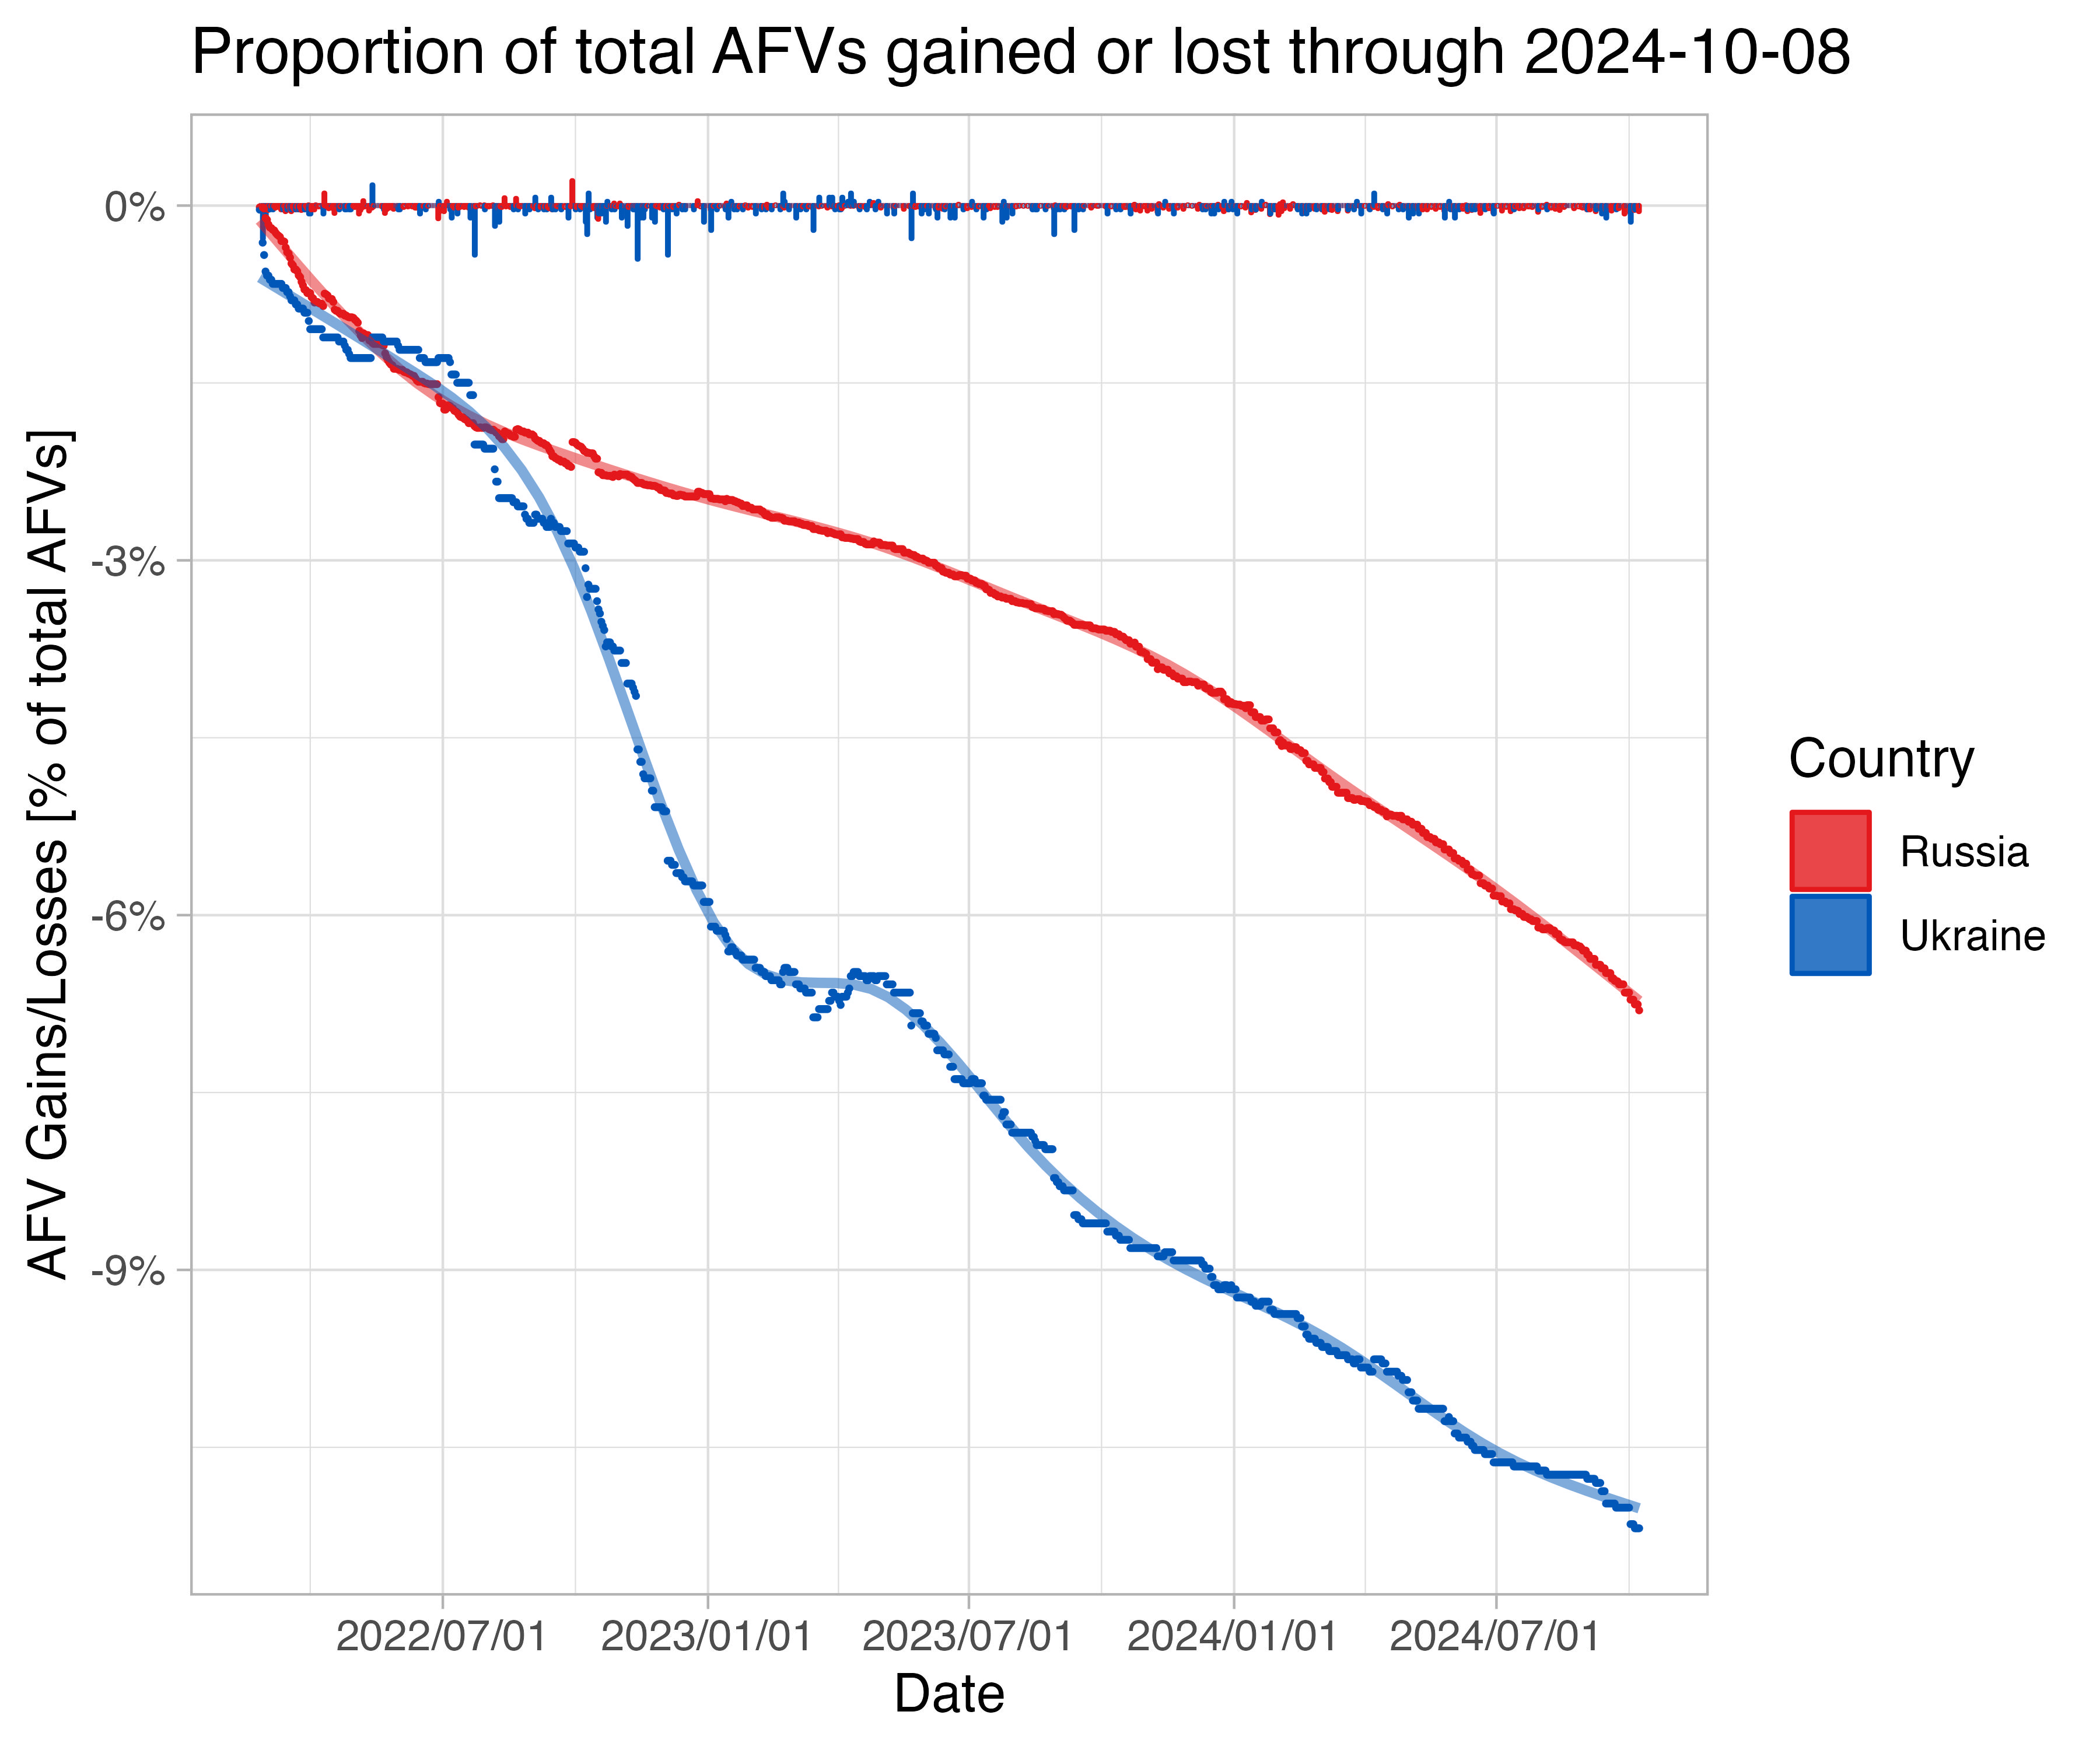 Proportion of total AFVs gained or lost through 2024-10-08
AFV Gains/Losses [% of total AFVs]
0%
-3%
-6%
-9%
2022/07/01
2023/01/01
2023/07/01
2024/01/01
2024/07/01
Date
Country
Russia
Ukraine